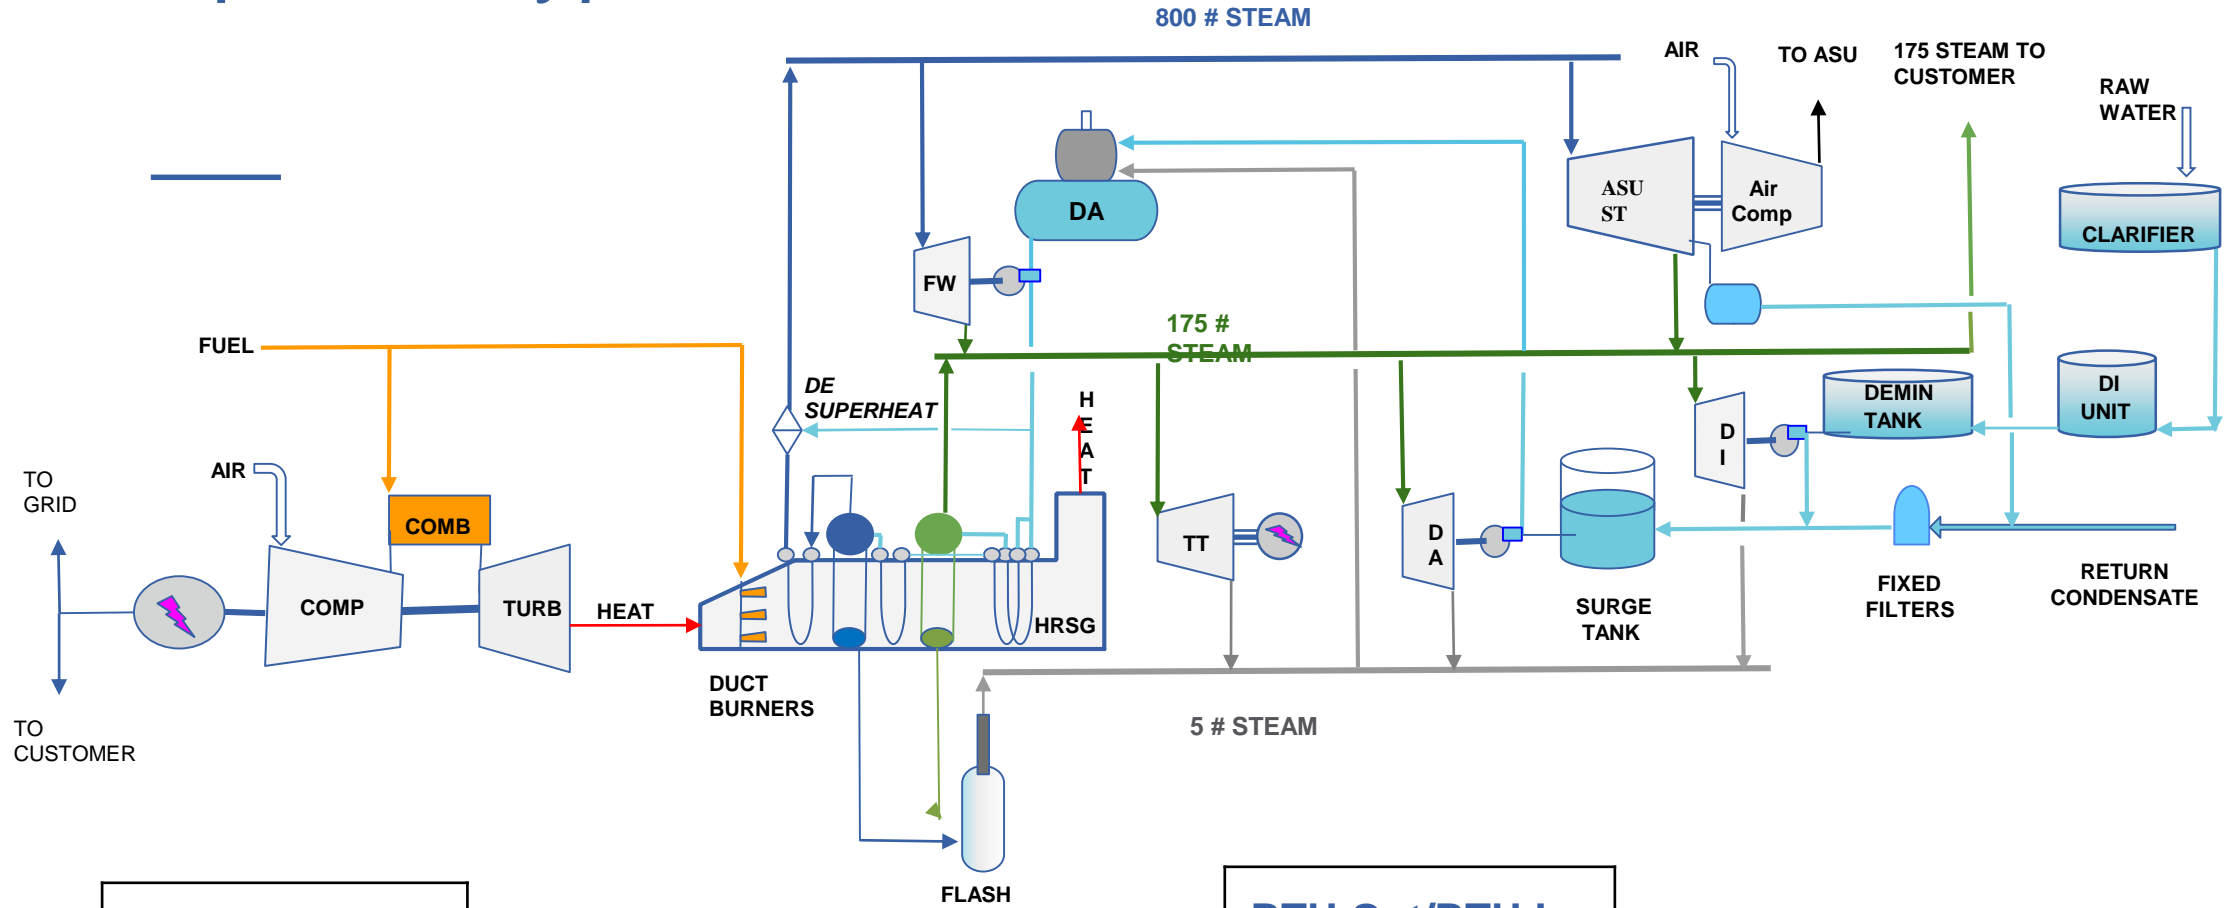 800 # STEAM
AIR
TO ASU
175 STEAM TO
CUSTOMER
RAW
WATER
ASU
ST
Air
Comp
DA
CLARIFIER
FW
175 #
STEAM
FUEL
DE
SUPERHEAT
H
E
A
T
DEMIN
TANK
DI
UNIT
D
I
TO
GRID
AIR
COMB
COMP
TURB
HEAT
HRSG
TT
D
A
SURGE
TANK
FIXED
FILTERS
RETURN
CONDENSATE
DUCT
BURNERS
TO
CUSTOMER
5 # STEAM
FLASH